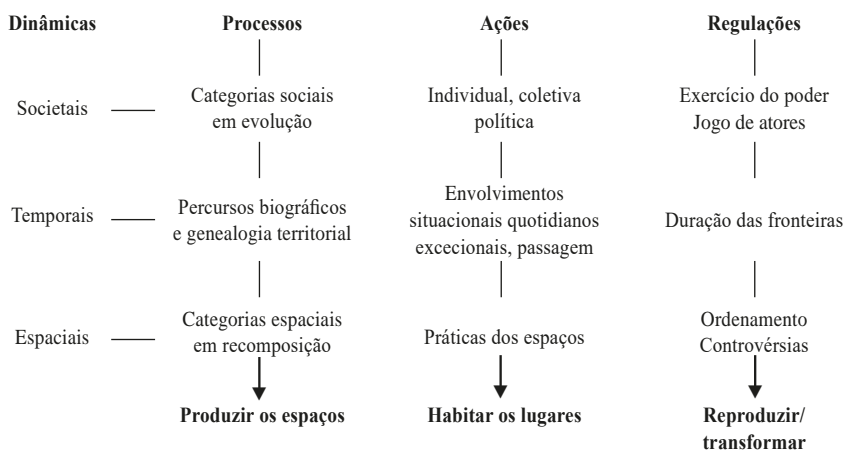 Dinâmicas Processos Ações Regulações
Societais Categorias sociais Individual, coletiva Exercício do poder
em evolução política Jogo de atores
Temporais Percursos biográficos Envolvimentos Duração das fronteiras
e genealogia territorial situacionais quotidianos
excecionais, passagem
Espaciais Categorias espaciais Práticas dos espaços Ordenamento
em recomposição Controvérsias
Produzir os espaços Habitar os lugares Reproduzir/
transformar